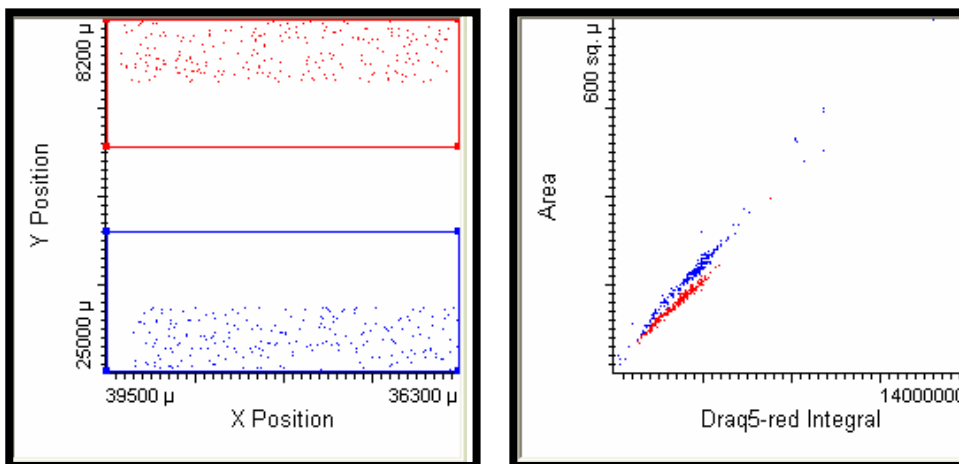 8200 µ
Y Position
25000 µ
39500 µ
36300 µ
X Position
600 sq. µ
Area
14000000
Draq5-red Integral